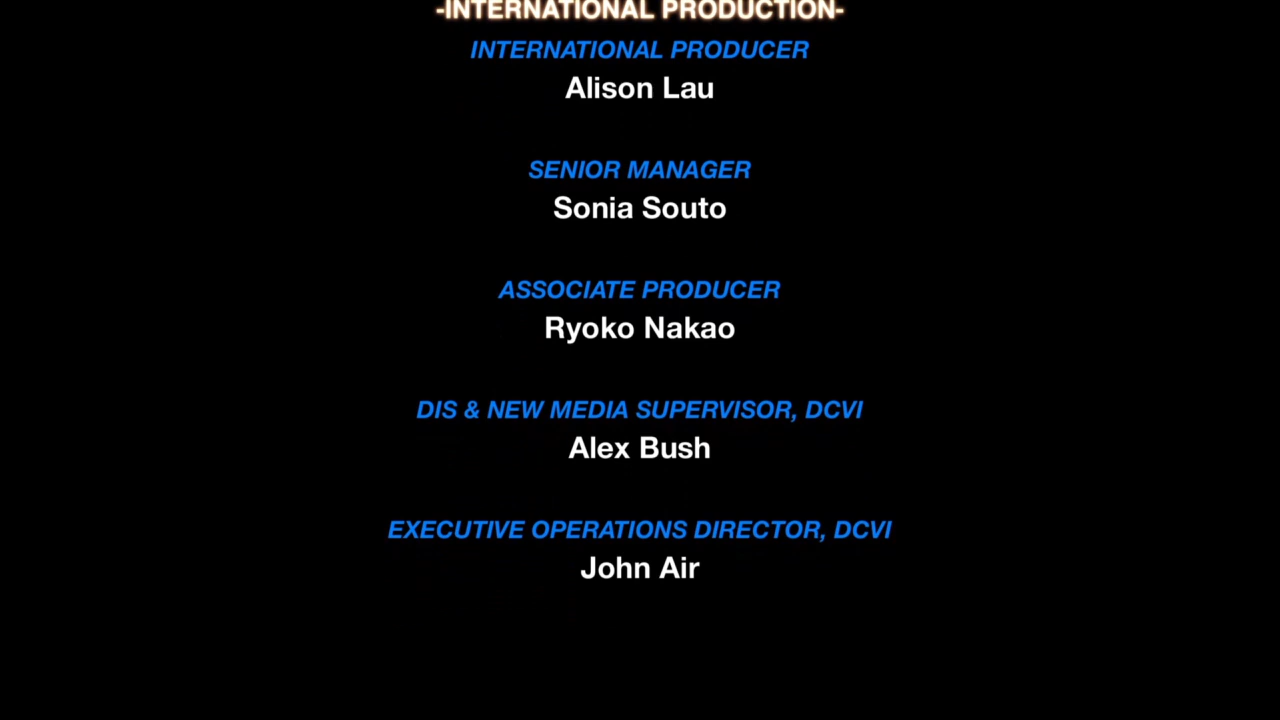 -INTERNATIONAL PRODUCTION-
INTERNATIONAL PRODUCER
Alison Lau
SENIOR MANAGER
Sonia Souto
ASSOCIATE PRODUCER
Ryoko Nakao
DIS & NEW MEDIA SUPERVISOR, DCVI
Alex Bush
EXECUTIVE OPERATIONS DIRECTOR, DCVI
John Air